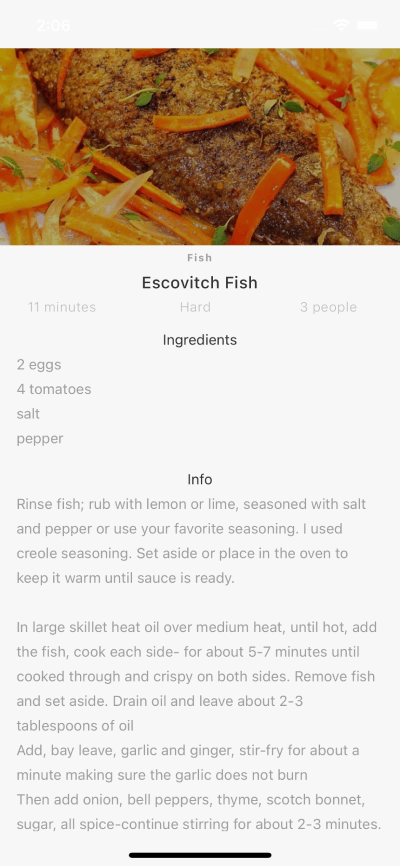 2:06
Fish
Escovitch Fish
11 minutes
Hard
3 people
Ingredients
2 eggs
4 tomatoes
salt
pepper
Info
Rinse fish; rub with lemon or lime, seasoned with salt
and pepper or use your favorite seasoning. I used
creole seasoning. Set aside or place in the oven to
keep it warm until sauce is ready.
In large skillet heat oil over medium heat, until hot, add
the fish, cook each side- for about 5-7 minutes until
cooked through and crispy on both sides. Remove fish
and set aside. Drain oil and leave about 2-3
tablespoons of oil
Add, bay leave, garlic and ginger, stir-fry for about a
minute making sure the garlic does not burn
Then add onion, bell peppers, thyme, scotch bonnet,
sugar, all spice-continue stirring for about 2-3 minutes.